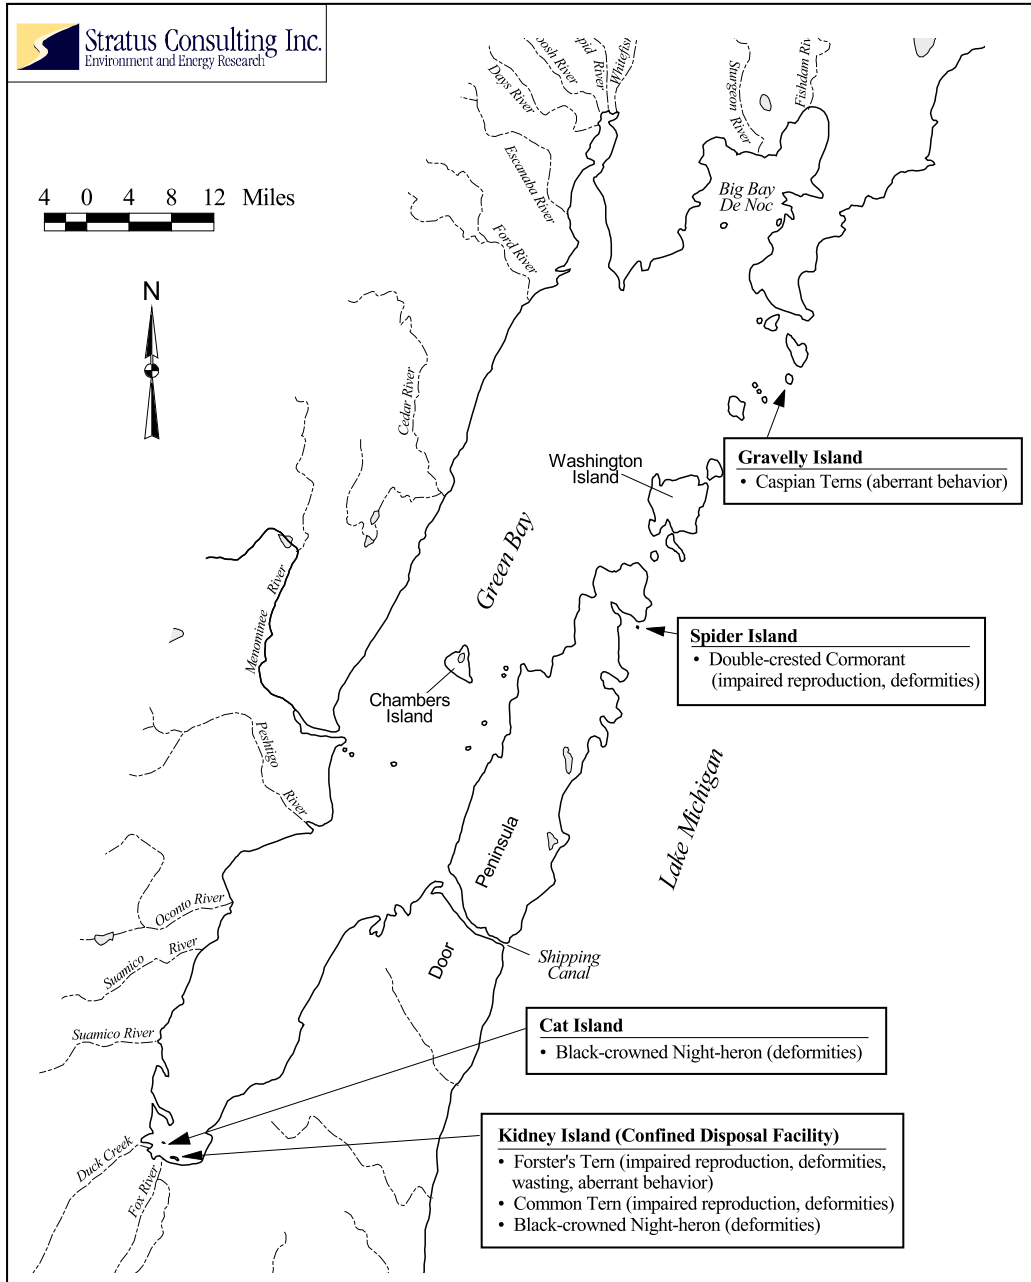 Stratus Consulting Inc.
Environment and Energy Research
4 0 4 8 12 Miles
N
Days River
osh River
pid River
Whitefish
Sturgeon River
Fishdam Riv
Escanaba River
Ford River
Big Bay
De Noc
Cedar River
Gravelly Island
• Caspian Terns (aberrant behavior)
Washington
Island
Green Bay
Menominee River
Spider Island
• Double-crested Cormorant
(impaired reproduction, deformities)
Chambers
Island
Peshtigo River
Lake Michigan
Peninsula
Oconto River
Door
Suamico River
Shipping
Canal
Suamico River
Cat Island
• Black-crowned Night-heron (deformities)
Duck Creek
Fox River
Kidney Island (Confined Disposal Facility)
• Forster's Tern (impaired reproduction, deformities,
wasting, aberrant behavior)
• Common Tern (impaired reproduction, deformities)
• Black-crowned Night-heron (deformities)